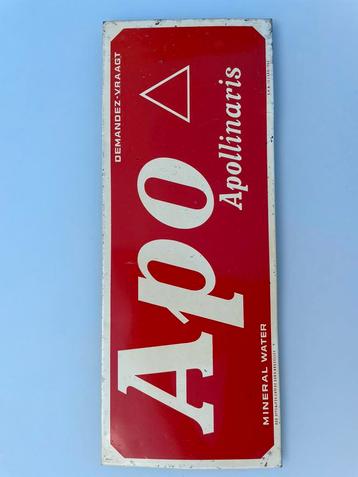 DEMANDEZ-VRAAGT
Apo
Apollinaris
MINERAL WATER